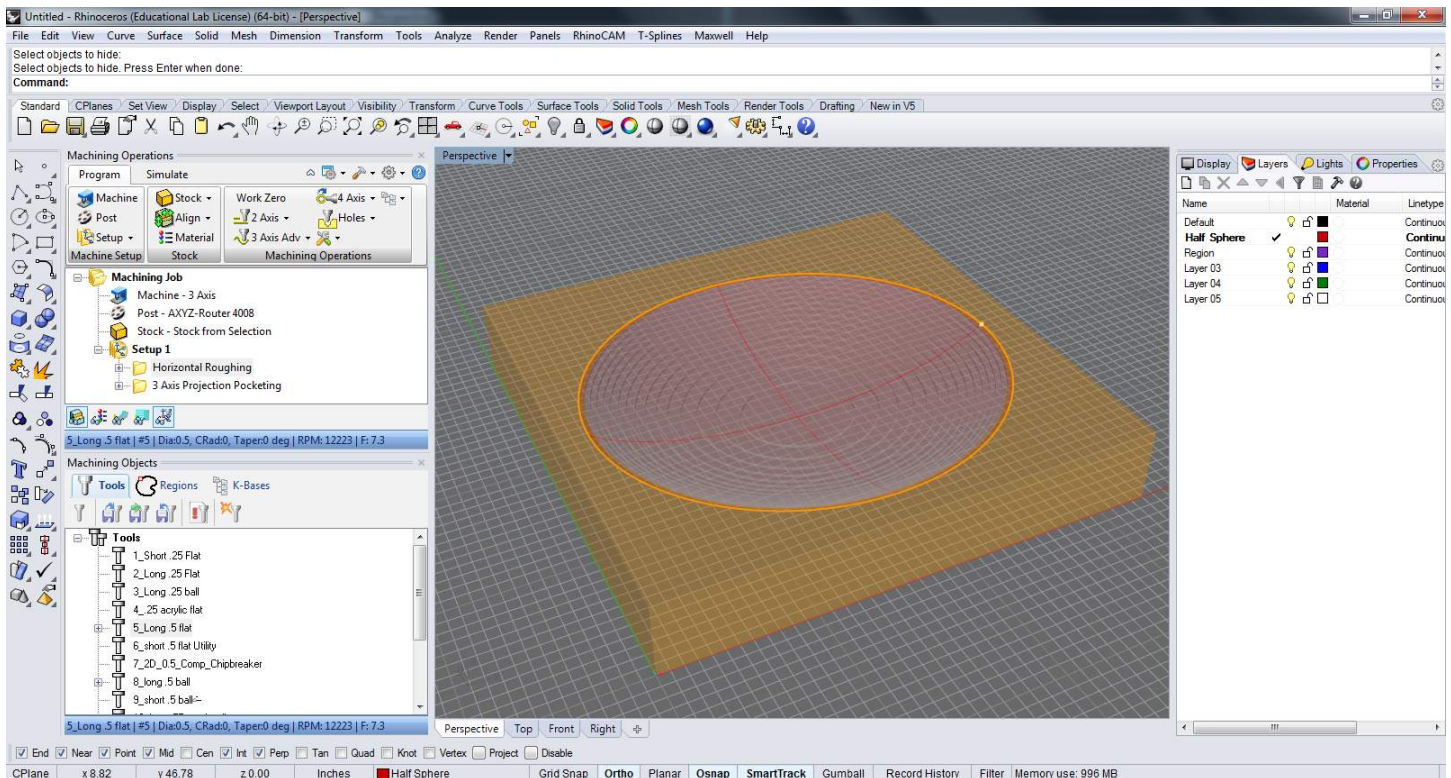 Untitled - Rhinoceros (Educational Lab License) (64-bit) - [Perspective]
File Edit View Curve Surface Solid Mesh Dimension Transform Tools Analyze Render Panels RhinoCAM T-Splines Maxwell Help
Select objects to hide:
Select objects to hide. Press Enter when done:
Command:
Standard CPlanes Set View Display Select Viewport Layout Visibility Transform Curve Tools Surface Tools Solid Tools Mesh Tools Render Tools Drafting New in V5
Machining Operations
Program Simulate
Machine Stock Work Zero 4 Axis
Post Align 2 Axis Holes
Setup Material 3 Axis Adv
Machine Setup Stock Machining Operations
Machining Job
Machine - 3 Axis
Post - AXYZ-Router 4008
Stock - Stock from Selection
Setup 1
Horizontal Roughing
3 Axis Projection Pocketing
5_Long .5 flat | #5 | Dia:0.5, CRad:0, Taper:0 deg | RPM: 12223 | F: 7.3
Machining Objects
Tools Regions K-Bases
Tools
1_Short .25 Flat
2_Long .25 Flat
3_Long .25 ball
4_.25 acrylic flat
5_Long .5 flat
6_short .5 flat Utility
7_2D_0.5_Comp_Chipbreaker
8_long .5 ball
9_short .5 ball
5_Long .5 flat | #5 | Dia:0.5, CRad:0, Taper:0 deg | RPM: 12223 | F: 7.3
Perspective
Perspective Top Front Right
Display Layers Lights Properties
Name Material Linetype
Default Continuou
Half Sphere Continu
Region Continuou
Layer 03 Continuou
Layer 04 Continuou
Layer 05 Continuou
End Near Point Mid Cen Int Perp Tan Quad Knot Vertex Project Disable
CPlane x 8.82 y 46.78 z 0.00 Inches Half Sphere Grid Snap Ortho Planar Osnap SmartTrack Gumball Record History Filter Memory use: 996 MB